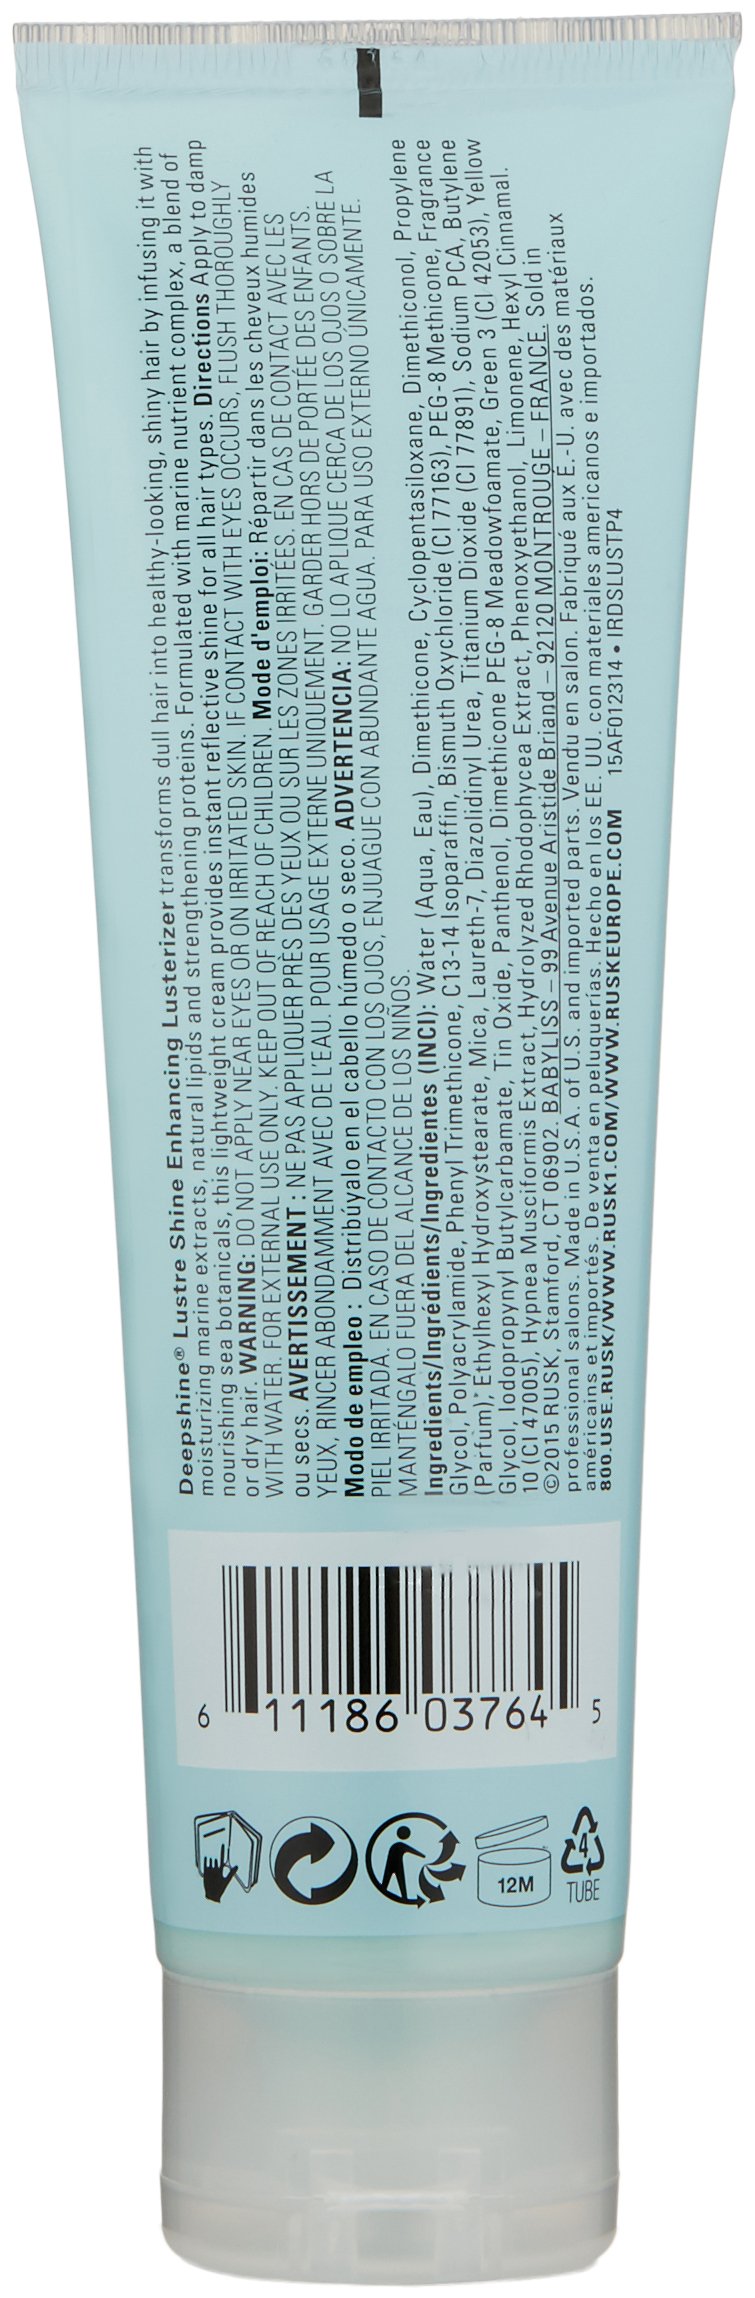 Deepshine® Lustre Shine Enhancing Lusterizer transforms dull hair into healthy-looking, shiny hair by infusing it with
moisturizing marine extracts, natural lipids and strengthening proteins. Formulated with marine nutrient complex, a blend of
nourishing sea botanicals, this lightweight cream provides instant reflective shine for all hair types. Directions Apply to damp
or dry hair. WARNING: DO NOT APPLY NEAR EYES OR ON IRRITATED SKIN. IF CONTACT WITH EYES OCCURS, FLUSH THOROUGHLY
WITH WATER. FOR EXTERNAL USE ONLY. KEEP OUT OF REACH OF CHILDREN. Mode d'emploi: Répartir dans les cheveux humides
ou secs. AVERTISSEMENT : NE PAS APPLIQUER PRÈS DES YEUX OU SUR LES ZONES IRRITÉES. EN CAS DE CONTACT AVEC LES
YEUX, RINCER ABONDAMMENT AVEC DE L'EAU. POUR USAGE EXTERNE UNIQUEMENT. GARDER HORS DE PORTÉE DES ENFANTS.
Modo de empleo : Distribúyalo en el cabello húmedo o seco. ADVERTENCIA: NO LO APLIQUE CERCA DE LOS OJOS O SOBRE LA
PIEL IRRITADA. EN CASO DE CONTACTO CON LOS OJOS, ENJUAGUE CON ABUNDANTE AGUA. PARA USO EXTERNO ÚNICAMENTE.
MANTÉNGALO FUERA DEL ALCANCE DE LOS NIÑOS.
Ingredients/Ingrédients/Ingredientes (INCI): Water (Aqua, Eau), Dimethicone, Cyclopentasiloxane, Dimethiconol, Propylene
Glycol, Polyacrylamide, Phenyl Trimethicone, C13-14 Isoparaffin, Bismuth Oxychloride (CI 77163), PEG-8 Methicone, Fragrance
(Parfum), Ethylhexyl Hydroxystearate, Mica, Laureth-7, Diazolidinyl Urea, Titanium Dioxide (CI 77891), Sodium PCA, Butylene
Glycol, Iodopropynyl Butylcarbamate, Tin Oxide, Panthenol, Dimethicone PEG-8 Meadowfoamate, Green 3 (CI 42053), Yellow
10 (CI 47005), Hypnea Musciformis Extract, Hydrolyzed Rhodophycea Extract, Phenoxyethanol, Limonene, Hexyl Cinnamal.
©2015 RUSK, Stamford, CT 06902. BABYLISS – 99 Avenue Aristide Briand – 92120 MONTROUGE – FRANCE. Sold in
professional salons. Made in U.S.A. of U.S. and imported parts. Vendu en salon. Fabriqué aux É.-U. avec des matériaux
américains et importés. De venta en peluquerías. Hecho en los EE. UU. con materiales americanos e importados.
800.USE.RUSK/WWW.RUSK1.COM/WWW.RUSKEUROPE.COM 15AF012314 • IRDSLUSTP4
6 11186 03764 5
12M
4
TUBE